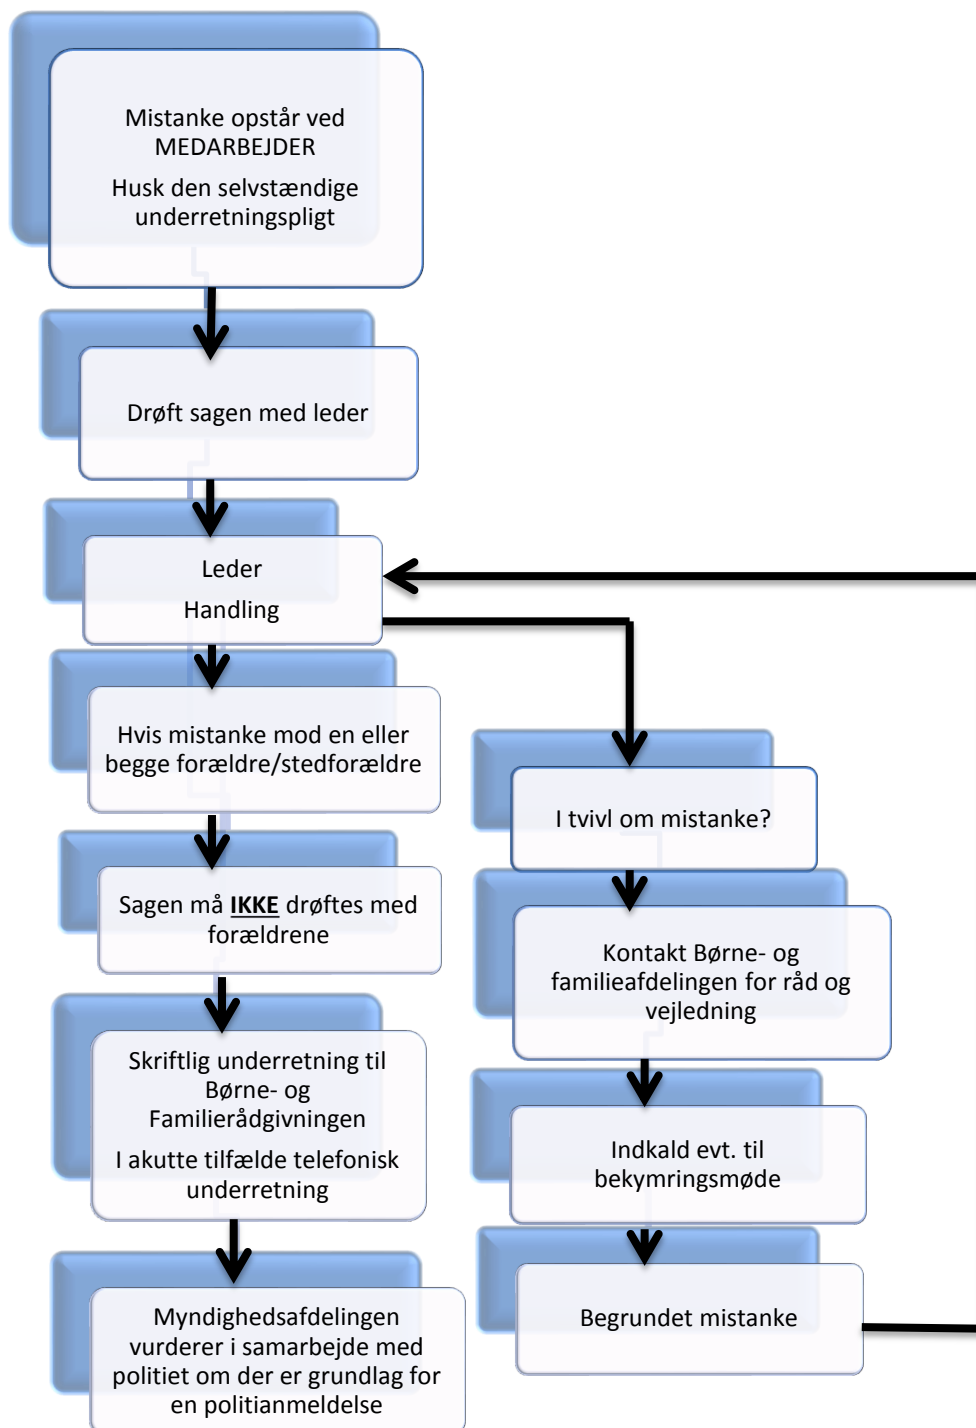 Mistanke opstår ved
MEDARBEJDER
Husk den selvstændige
underretningspligt
Drøft sagen med leder
Leder
Handling
Hvis mistanke mod en eller
begge forældre/stedforældre
Sagen må IKKE drøftes med
forældrene
Skriftlig underretning til
Børne- og
Familierådgivningen
I akutte tilfælde telefonisk
underretning
Myndighedsafdelingen
vurderer i samarbejde med
politiet om der er grundlag for
en politianmeldelse
I tvivl om mistanke?
Kontakt Børne- og
familieafdelingen for råd og
vejledning
Indkald evt. til
bekymringsmøde
Begrundet mistanke